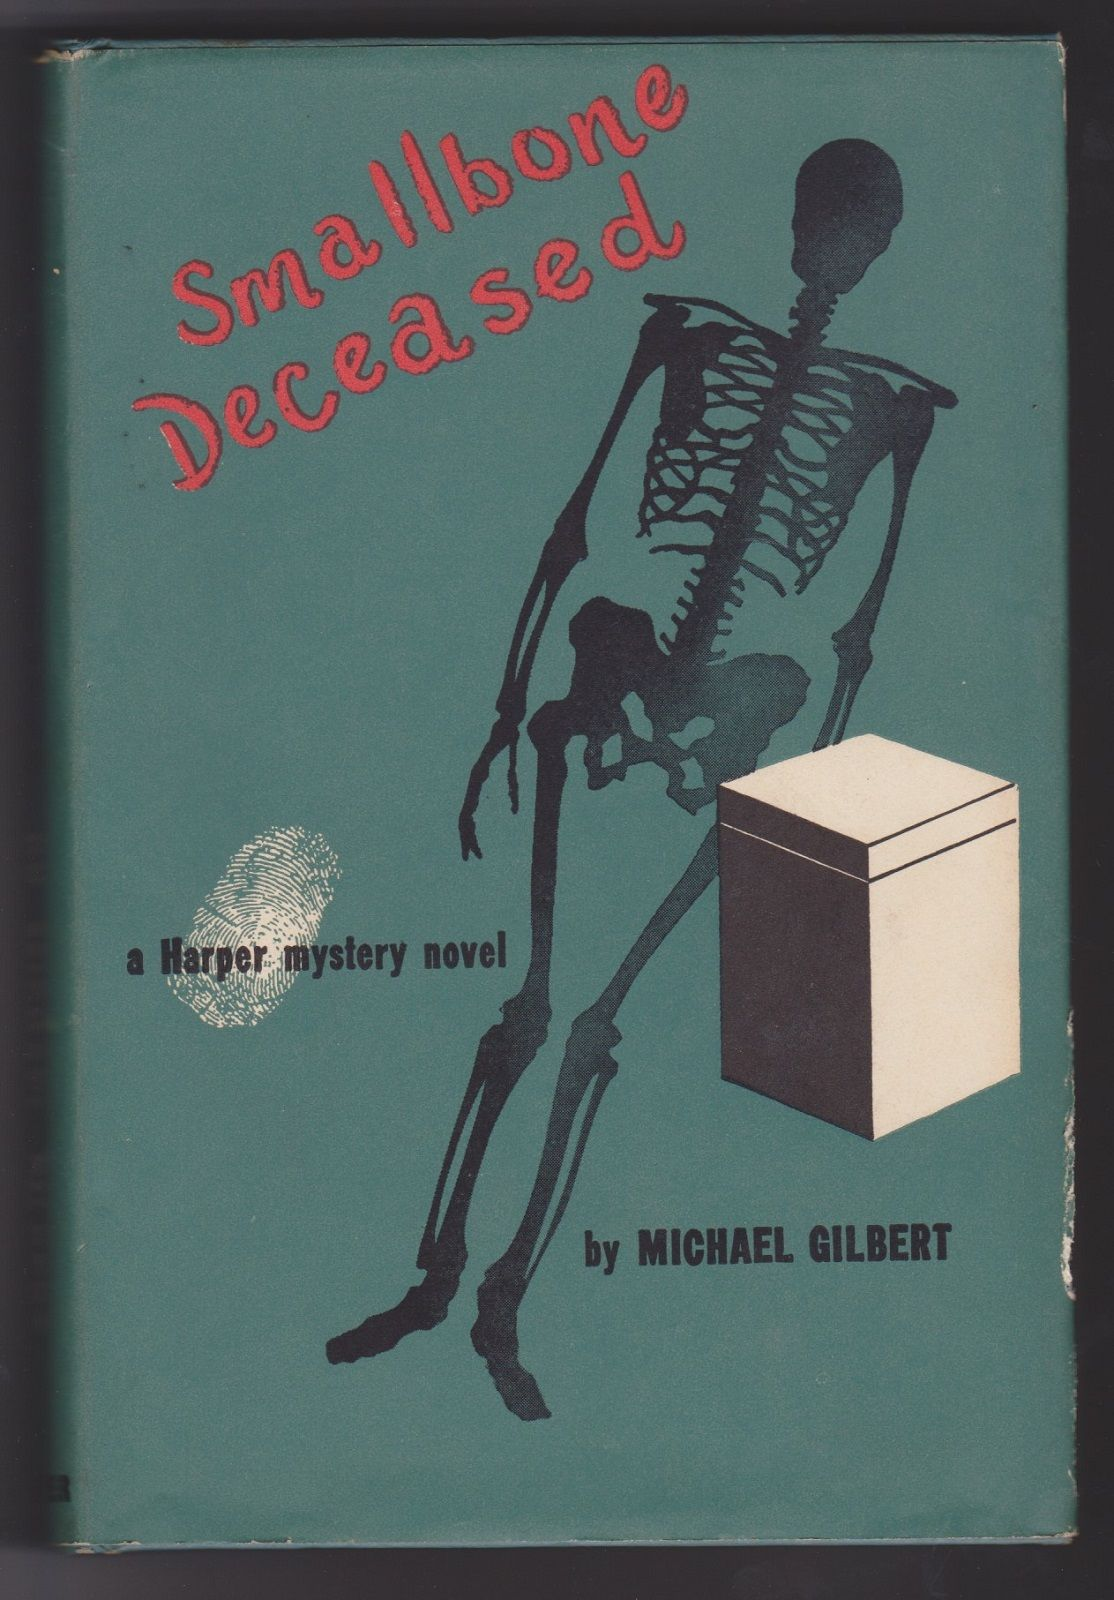 Smallbone
Deceased
a Harper mystery novel
by MICHAEL GILBERT